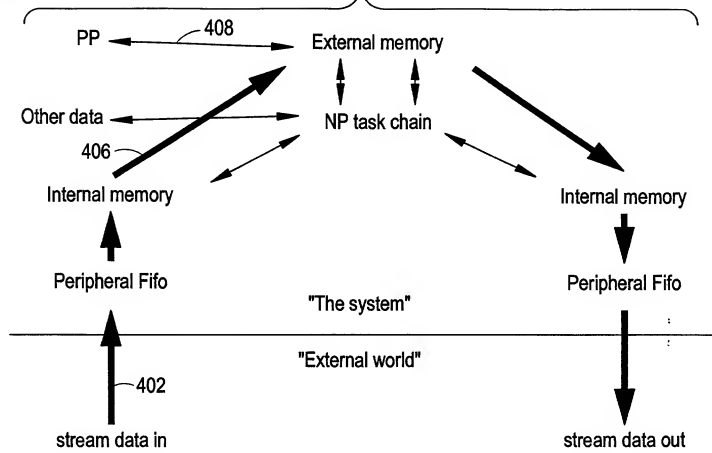 PP
408
External memory
Other data
NP task chain
406
Internal memory
Internal memory
Peripheral Fifo
Peripheral Fifo
"The system"
"External world"
402
stream data in
stream data out